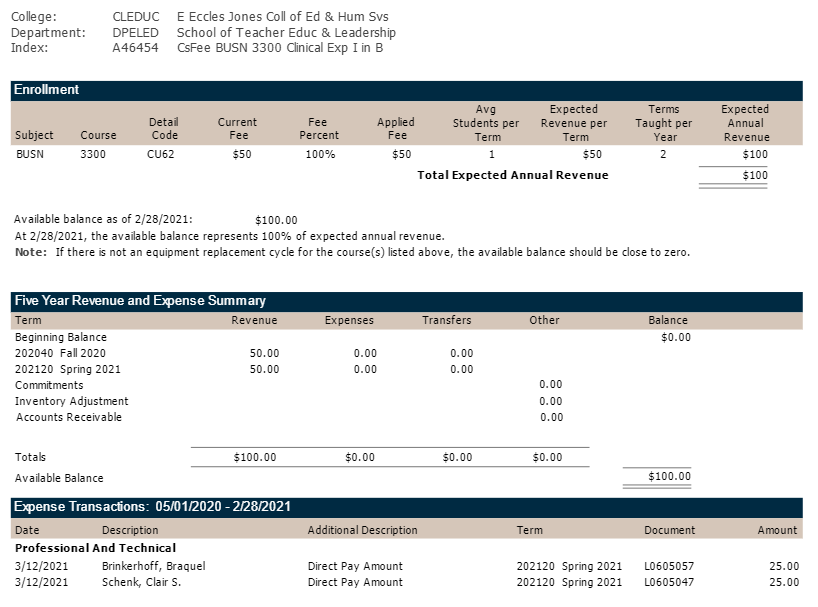 College: CLEDUC E Eccles Jones Coll of Ed & Hum Svs
Department: DPELED School of Teacher Educ & Leadership
Index: A46454 CsFee BUSN 3300 Clinical Exp I in B
Enrollment
Subject Course Detail Code Current Fee Fee Percent Applied Fee Avg Students per Term Expected Revenue per Term Terms Taught per Year Expected Annual Revenue
BUSN 3300 CU62 $50 100% $50 1 $50 2 $100
Total Expected Annual Revenue $100
Available balance as of 2/28/2021: $100.00
At 2/28/2021, the available balance represents 100% of expected annual revenue.
Note: If there is not an equipment replacement cycle for the course(s) listed above, the available balance should be close to zero.
Five Year Revenue and Expense Summary
Term Revenue Expenses Transfers Other Balance
Beginning Balance $0.00
202040 Fall 2020 50.00 0.00 0.00
202120 Spring 2021 50.00 0.00 0.00
Commitments 0.00
Inventory Adjustment 0.00
Accounts Receivable 0.00
Totals $100.00 $0.00 $0.00 $0.00
Available Balance $100.00
Expense Transactions: 05/01/2020 - 2/28/2021
Date Description Additional Description Term Document Amount
Professional And Technical
3/12/2021 Brinkerhoff, Braquel Direct Pay Amount 202120 Spring 2021 L0605057 25.00
3/12/2021 Schenk, Clair S. Direct Pay Amount 202120 Spring 2021 L0605047 25.00